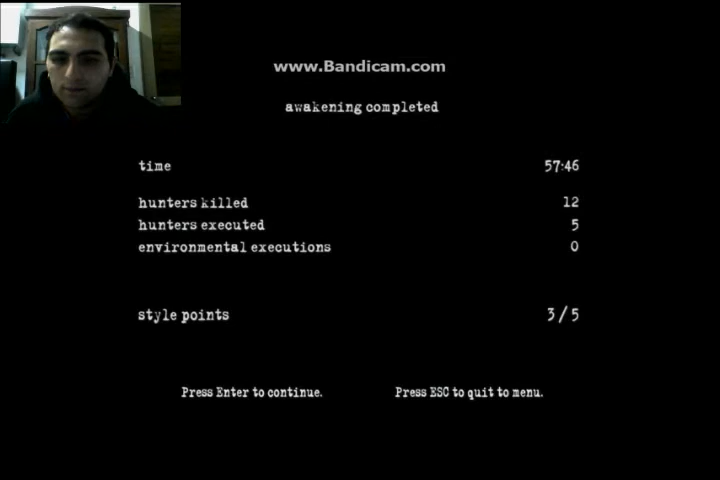 www.Bandicam.com
awakening completed
time 57:46
hunters killed 12
hunters executed 5
environmental executions 0
style points 3/5
Press Enter to continue. Press ESC to quit to menu.